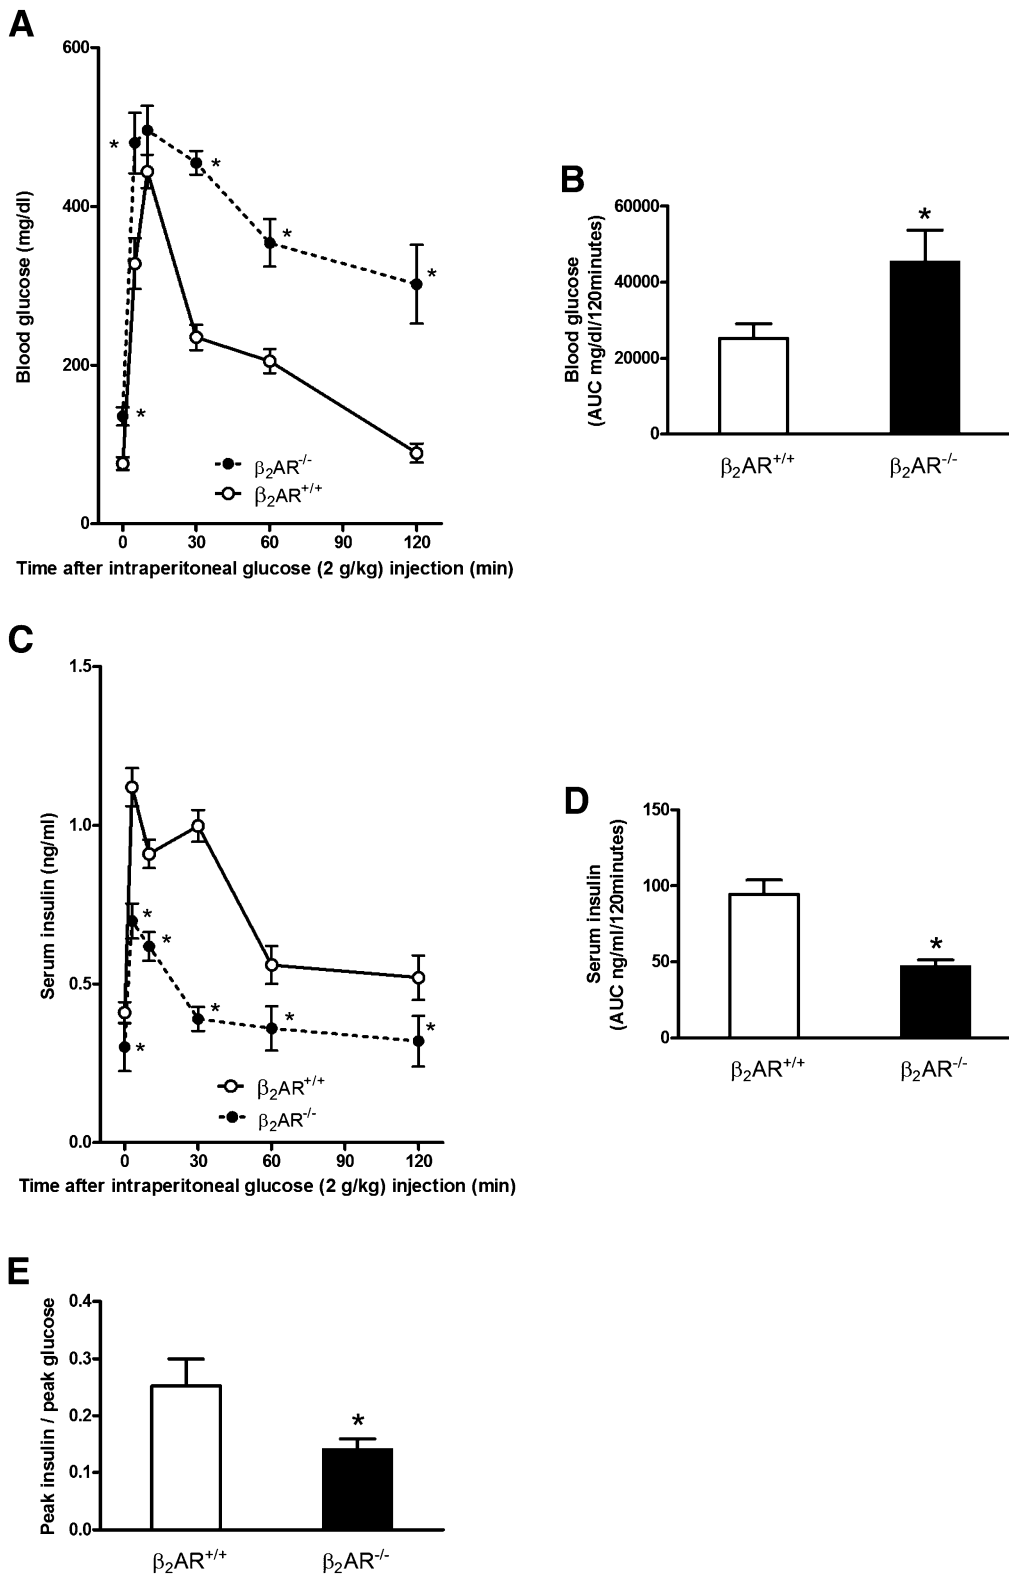 A
600
400
200
0
Blood glucose (mg/dl)
*
*
*
*
*
β₂AR⁻/⁻
β₂AR⁺/⁺
0 30 60 90 120
Time after intraperitoneal glucose (2 g/kg) injection (min)
B
60000
40000
20000
0
Blood glucose
(AUC mg/dl/120minutes)
*
β₂AR⁺/⁺ β₂AR⁻/⁻
C
1.5
1.0
0.5
0.0
Serum insulin (ng/ml)
*
*
*
*
*
*
β₂AR⁺/⁺
β₂AR⁻/⁻
0 30 60 90 120
Time after intraperitoneal glucose (2 g/kg) injection (min)
D
150
100
50
0
Serum insulin
(AUC ng/ml/120minutes)
*
β₂AR⁺/⁺ β₂AR⁻/⁻
E
0.4
0.3
0.2
0.1
0.0
Peak insulin / peak glucose
*
β₂AR⁺/⁺ β₂AR⁻/⁻